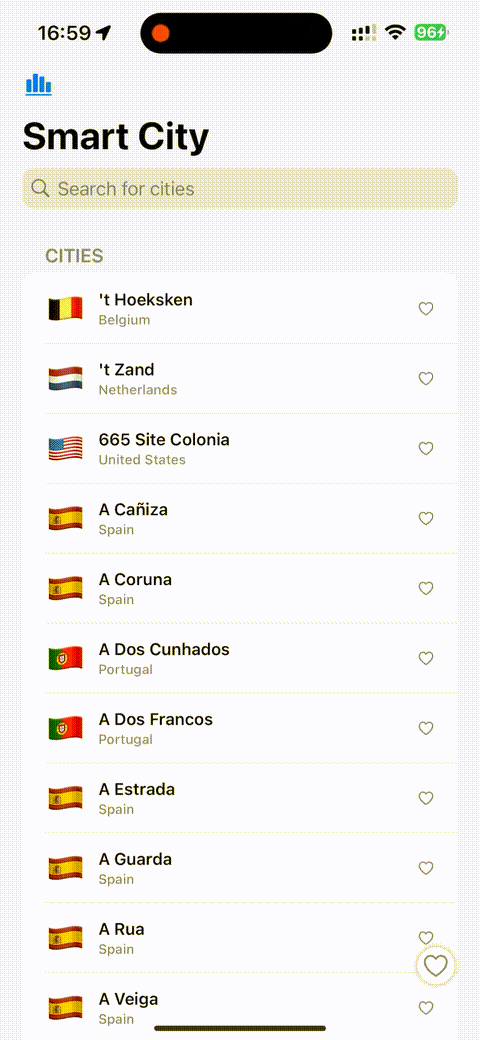 16:59
96
Smart City
Search for cities
CITIES
't Hoeksken
Belgium
't Zand
Netherlands
665 Site Colonia
United States
A Cañiza
Spain
A Coruna
Spain
A Dos Cunhados
Portugal
A Dos Francos
Portugal
A Estrada
Spain
A Guarda
Spain
A Rua
Spain
A Veiga
Spain